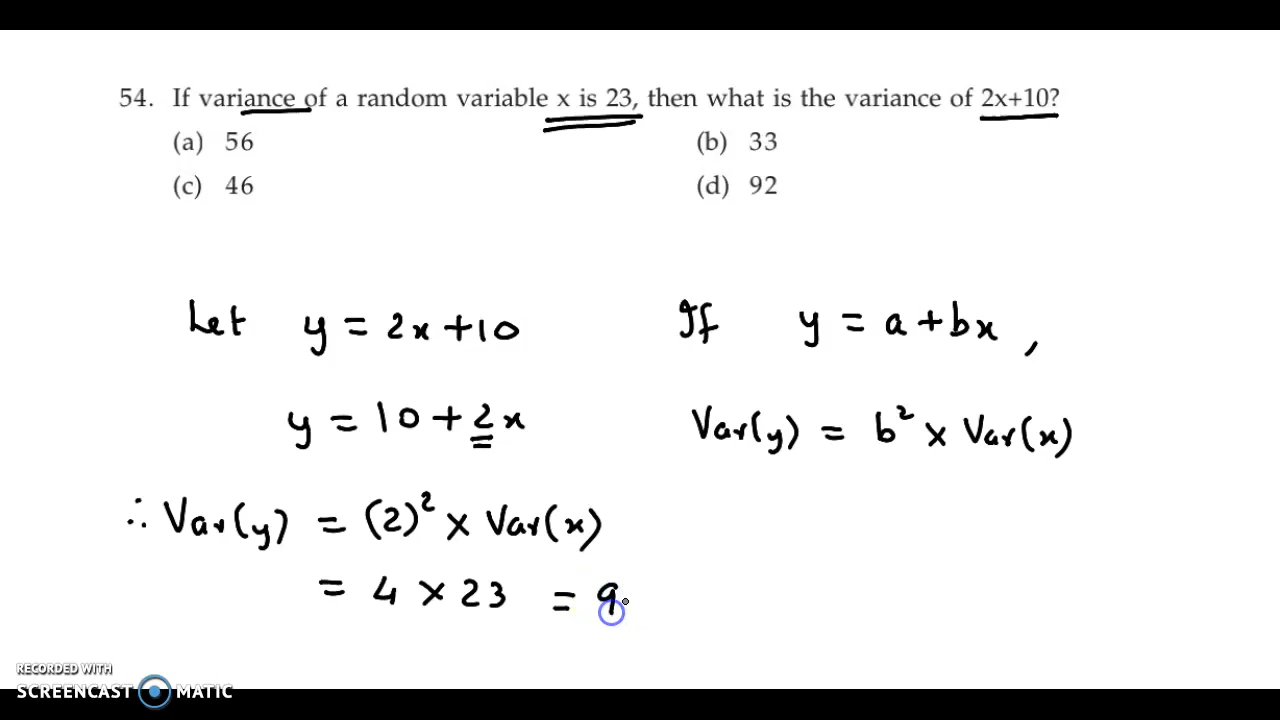 54. If variance of a random variable x is 23, then what is the variance of 2x+10?
(a) 56 (b) 33
(c) 46 (d) 92
Let y = 2x+10 If y = a+bx,
y = 10+2x Var(y) = b² × Var(x)
∴ Var(y) = (2)² × Var(x)
= 4 × 23 = 9
RECORDED WITH
SCREENCAST MATIC